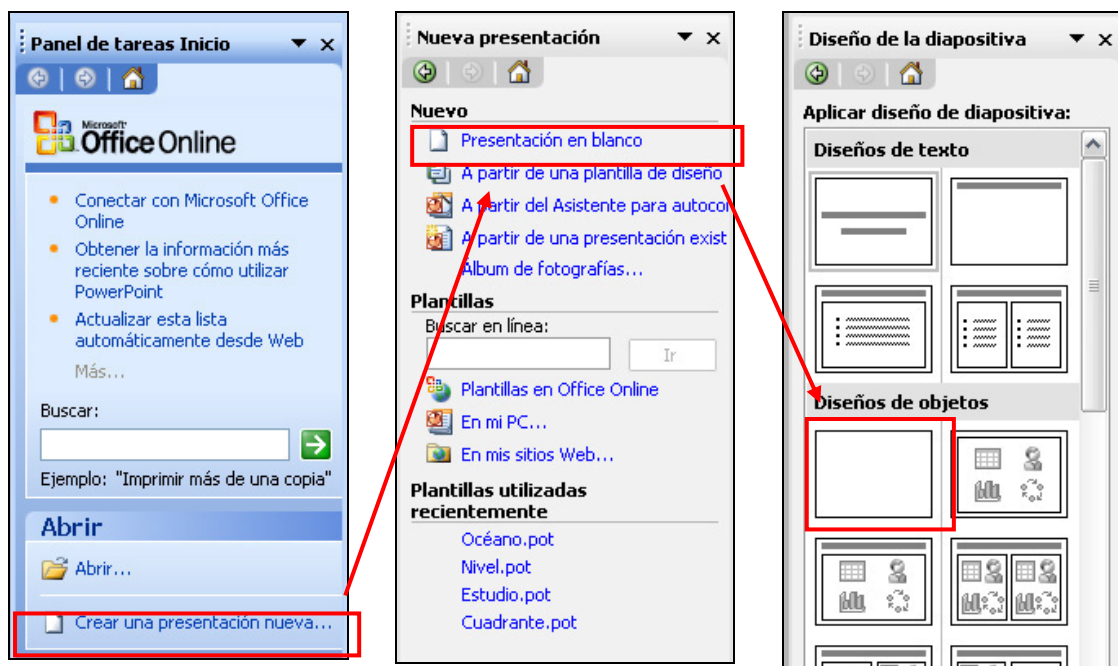 Panel de tareas Inicio
Microsoft
Office Online
Conectar con Microsoft Office
Online
Obtener la información más
reciente sobre cómo utilizar
PowerPoint
Actualizar esta lista
automáticamente desde Web
Más...
Buscar:
Ejemplo: "Imprimir más de una copia"
Abrir
Abrir...
Crear una presentación nueva...
Nueva presentación
Nuevo
Presentación en blanco
A partir de una plantilla de diseño
A partir del Asistente para autocon
A partir de una presentación exist
Álbum de fotografías...
Plantillas
Buscar en línea:
Ir
Plantillas en Office Online
En mi PC...
En mis sitios Web...
Plantillas utilizadas
recientemente
Océano.pot
Nivel.pot
Estudio.pot
Cuadrante.pot
Diseño de la diapositiva
Aplicar diseño de diapositiva:
Diseños de texto
Diseños de objetos